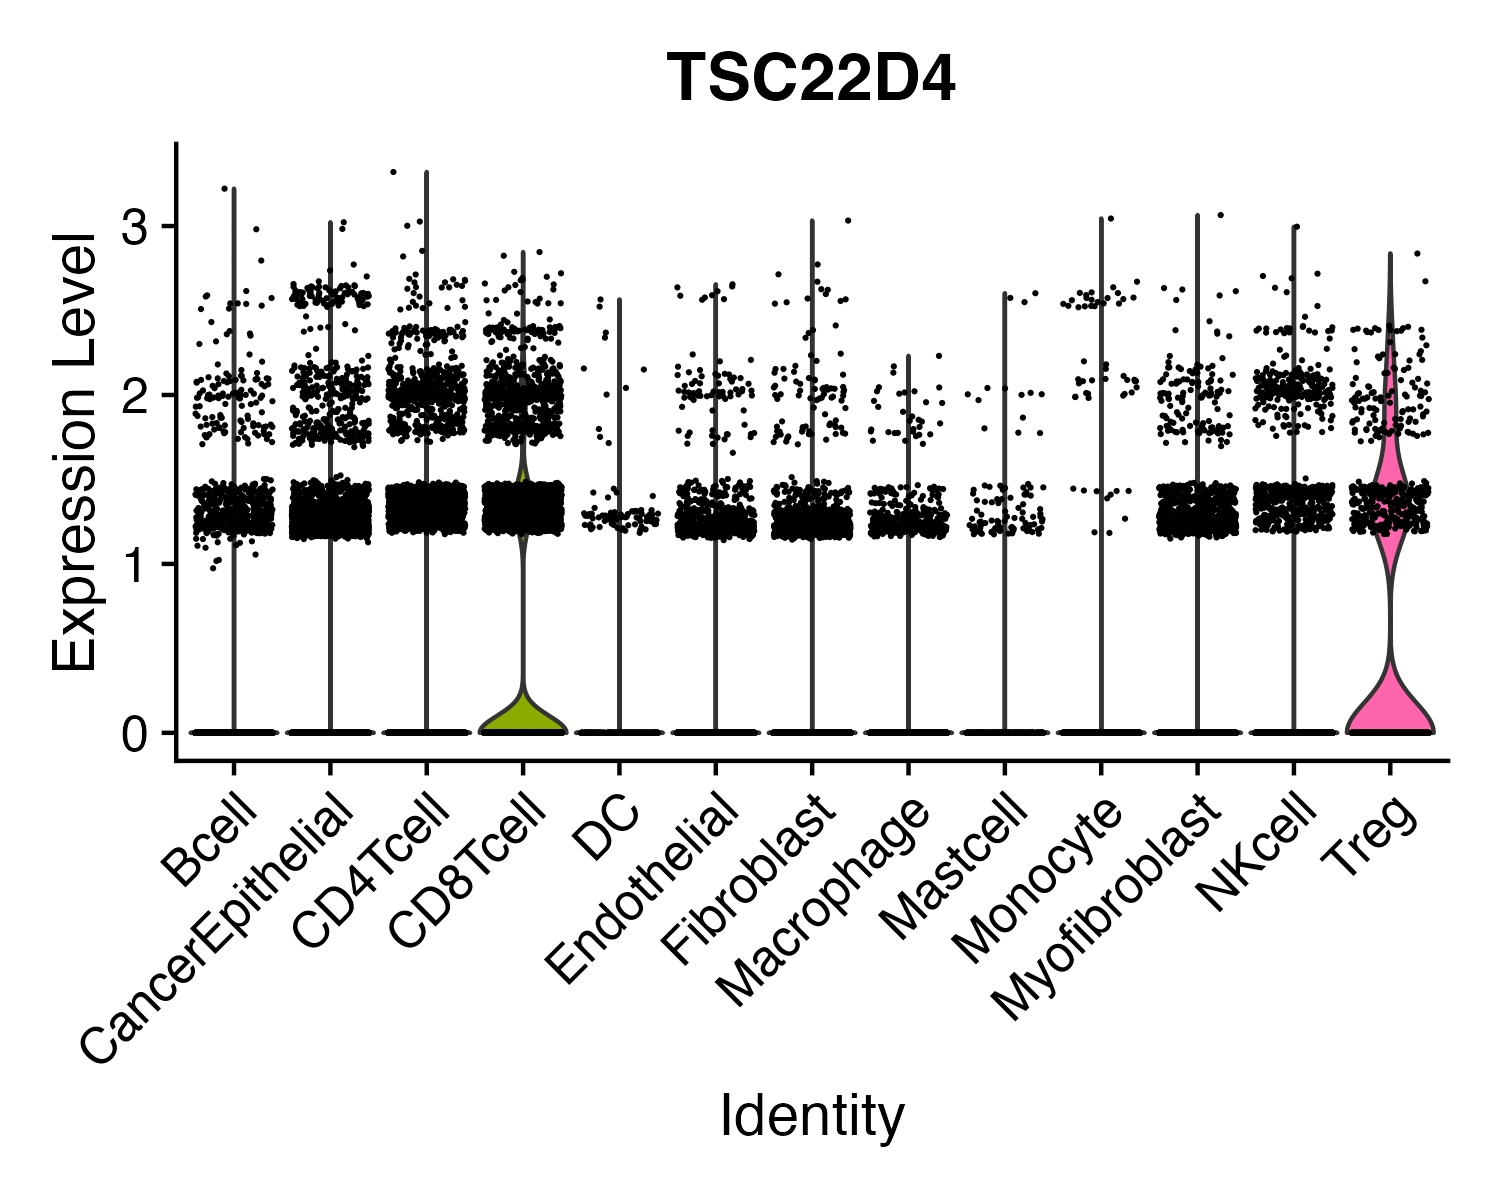 TSC22D4
Expression Level
3
2
1
0
Bcell
CancerEpithelial
CD4Tcell
CD8Tcell
DC
Endothelial
Fibroblast
Macrophage
Mastcell
Monocyte
Myofibroblast
NKcell
Treg
Identity